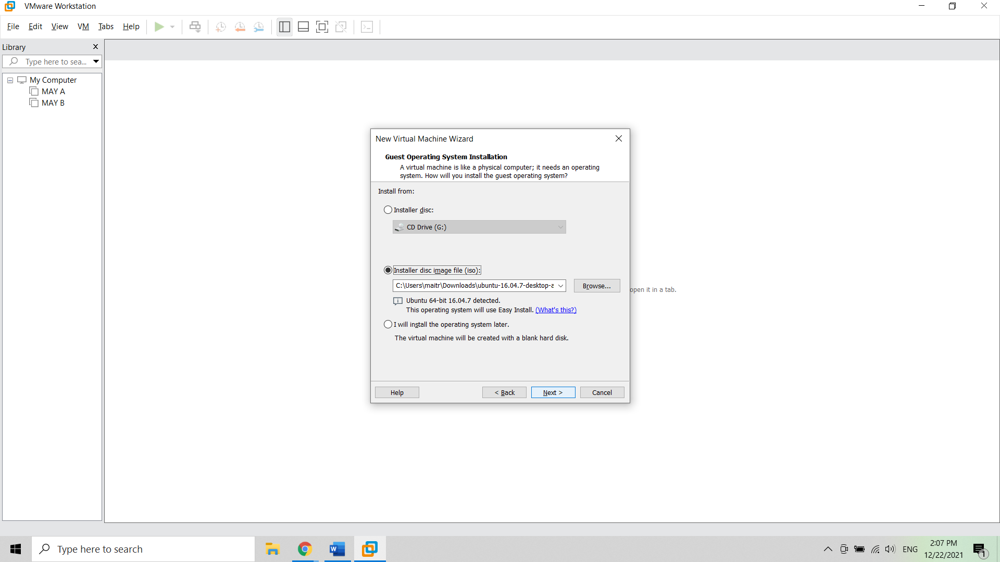 VMware Workstation
File Edit View VM Tabs Help
Library
Type here to sea...
My Computer
MAY A
MAY B
New Virtual Machine Wizard
Guest Operating System Installation
A virtual machine is like a physical computer; it needs an operating
system. How will you install the guest operating system?
Install from:
Installer disc:
CD Drive (G:)
Installer disc image file (iso):
C:\Users\maitr\Downloads\ubuntu-16.04.7-desktop-a
Browse...
open it in a tab.
Ubuntu 64-bit 16.04.7 detected.
This operating system will use Easy Install. (What's this?)
I will install the operating system later.
The virtual machine will be created with a blank hard disk.
Help < Back Next > Cancel
Type here to search
ENG
2:07 PM
12/22/2021
1